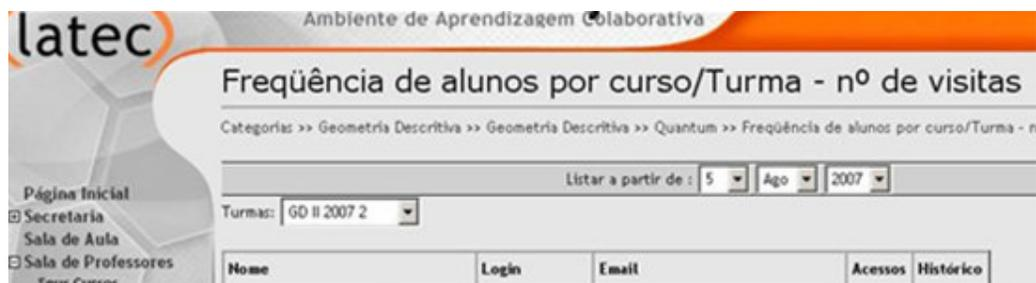 latec
Ambiente de Aprendizagem Colaborativa
Freqüência de alunos por curso/Turma - nº de visitas
Categorias >> Geometria Descritiva >> Geometria Descritiva >> Quantum >> Freqüência de alunos por curso/Turma - n
Listar a partir de : 5 Ago 2007
Turmas: GD II 2007 2
Página Inicial
Secretaria
Sala de Aula
Sala de Professores
Seus Cursos
Nome Login Email Acessos Histórico